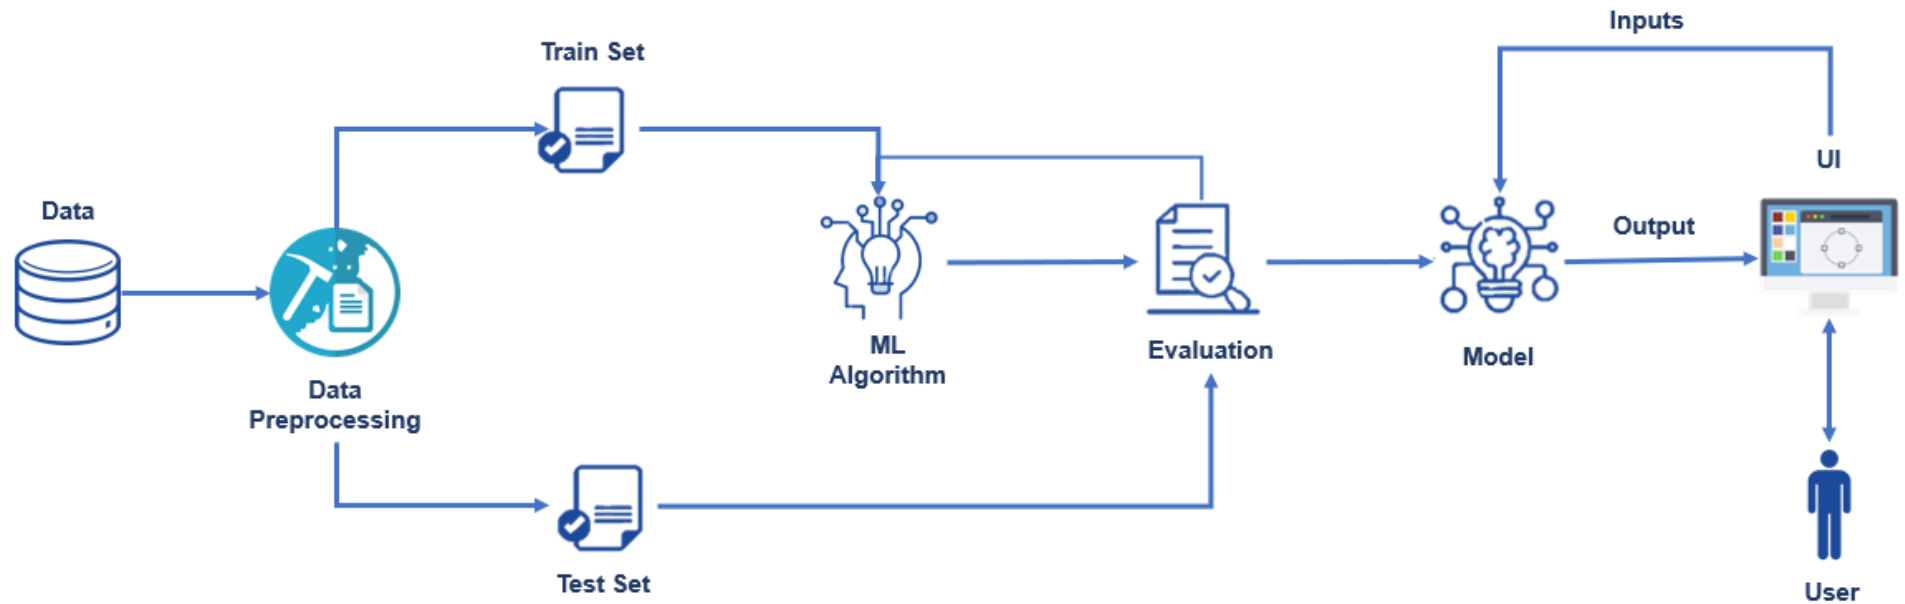 Data
Data
Preprocessing
Train Set
Test Set
ML
Algorithm
Evaluation
Model
Inputs
Output
UI
User